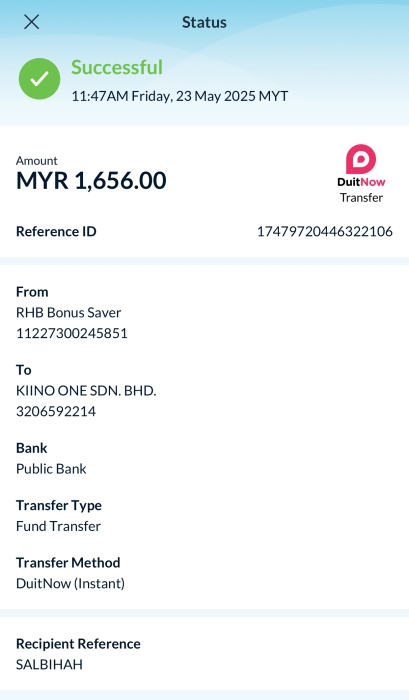 Status
Successful
11:47AM Friday, 23 May 2025 MYT
Amount
MYR 1,656.00
DuitNow
Transfer
Reference ID 17479720446322106
From
RHB Bonus Saver
11227300245851
To
KIINO ONE SDN. BHD.
3206592214
Bank
Public Bank
Transfer Type
Fund Transfer
Transfer Method
DuitNow (Instant)
Recipient Reference
SALBIHAH